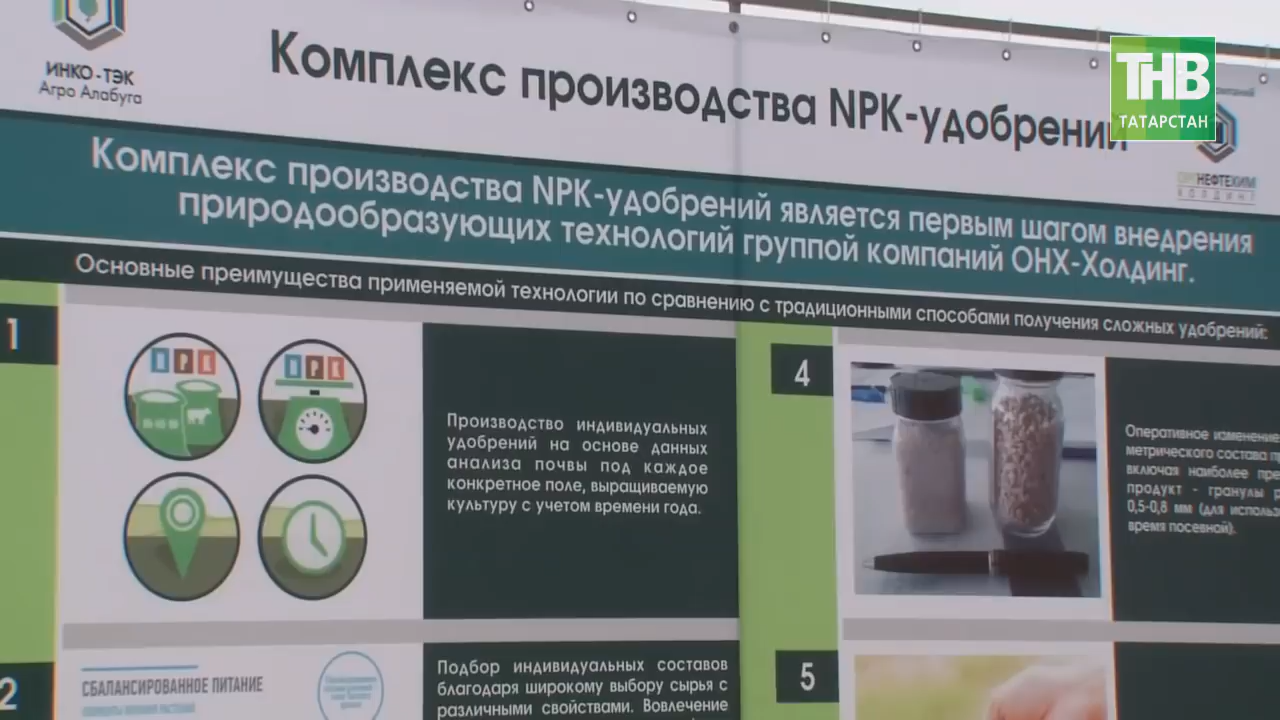 ИНКО-ТЭК
Агро Алабуга
Комплекс производства NPK-удобрений
ТНВ
ТАТАРСТАН
НЕФТЕХИМ
ХОЛДИНГ
Комплекс производства NPK-удобрений является первым шагом внедрения
природообразующих технологий группой компаний ОНХ-Холдинг.
Основные преимущества применяемой технологии по сравнению с традиционными способами получения сложных удобрений:
1
N P K
N P K
Производство индивидуальных
удобрений на основе данных
анализа почвы под каждое
конкретное поле, выращиваемую
культуру с учетом времени года.
4
Оперативное изменение
метрического состава
включая наиболее
продукт - гранулы
0,5-0,8 мм (для
время посевной).
2
СБАЛАНСИРОВАННОЕ ПИТАНИЕ
Подбор индивидуальных составов
благодаря широкому выбору сырья с
различными свойствами. Вовлечение
5